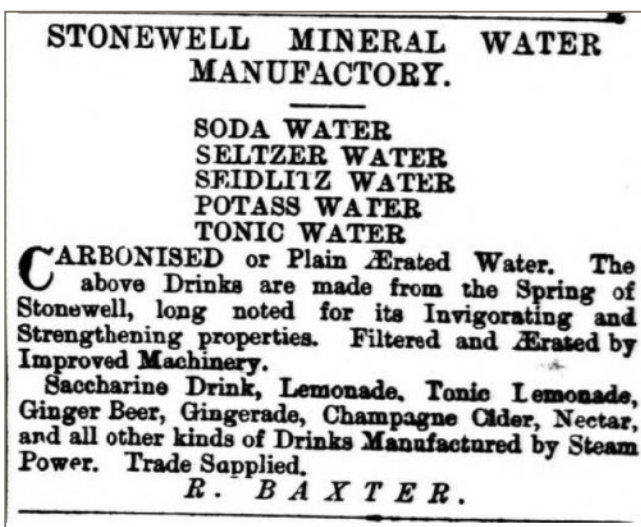 STONEWELL MINERAL WATER
MANUFACTORY.
SODA WATER
SELTZER WATER
SEIDLITZ WATER
POTASS WATER
TONIC WATER
CARBONISED or Plain Ærated Water. The
above Drinks are made from the Spring of
Stonewell, long noted for its Invigorating and
Strengthening properties. Filtered and Ærated by
Improved Machinery.
Saccharine Drink, Lemonade, Tonic Lemonade,
Ginger Beer, Gingerade, Champagne Cider, Nectar,
and all other kinds of Drinks Manufactured by Steam
Power. Trade Supplied.
R. BAXTER.